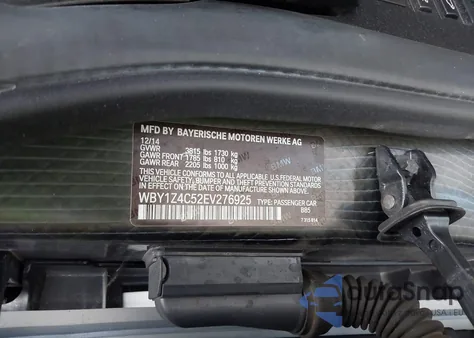 MFD BY BAYERISCHE MOTOREN WERKE AG
12/14
GVWR 3815 lbs 1730 kg
GAWR FRONT 1785 lbs 810 kg
GAWR REAR 2205 lbs 1000 kg
THIS VEHICLE CONFORMS TO ALL APPLICABLE U.S. FEDERAL MOTOR
VEHICLE SAFETY AND THEFT PREVENTION STANDARDS IN
EFFECT ON THE DATE OF MANUFACTURE SHOWN ABOVE.
WBY1Z4C52EV276925 TYPE: PASSENGER CAR